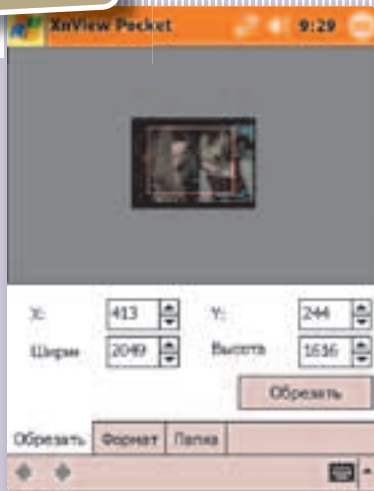 XnView Pocket 9:29
X: 413 Y: 244
Ширин 2049 Высота 1616
Обрезать
Обрезать Формат Папка